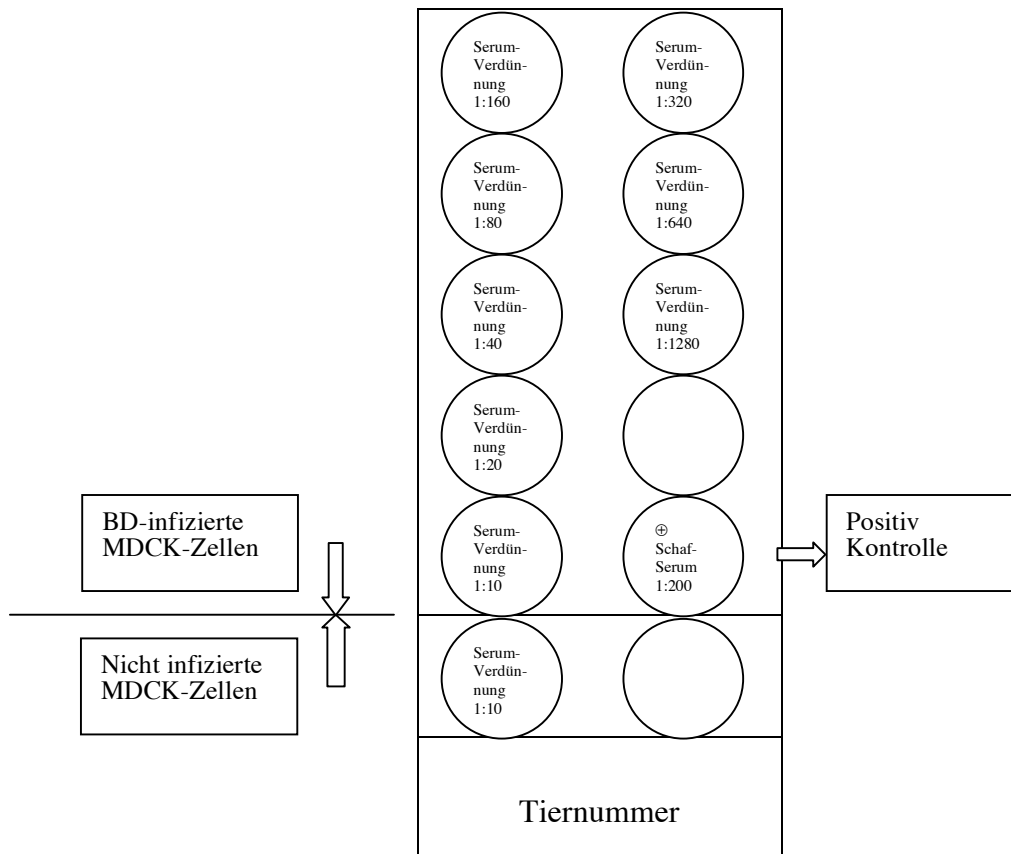 Serum-
Verdün-
nung
1:160
Serum-
Verdün-
nung
1:320
Serum-
Verdün-
nung
1:80
Serum-
Verdün-
nung
1:640
Serum-
Verdün-
nung
1:40
Serum-
Verdün-
nung
1:1280
Serum-
Verdün-
nung
1:20
BD-infizierte
MDCK-Zellen
Serum-
Verdün-
nung
1:10
⊕
Schaf-
Serum
1:200
Positiv
Kontrolle
Nicht infizierte
MDCK-Zellen
Serum-
Verdün-
nung
1:10
Tiernummer